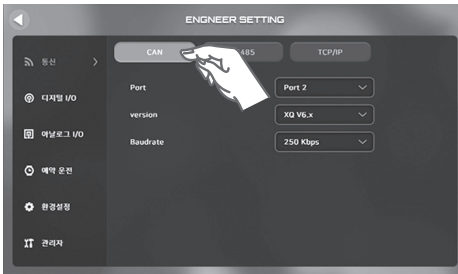 ENGNEER SETTING
통신
디지털 I/O
아날로그 I/O
예약 운전
환경설정
관리자
CAN
485
TCP/IP
Port
Port 2
version
XQ V6.x
Baudrate
250 Kbps